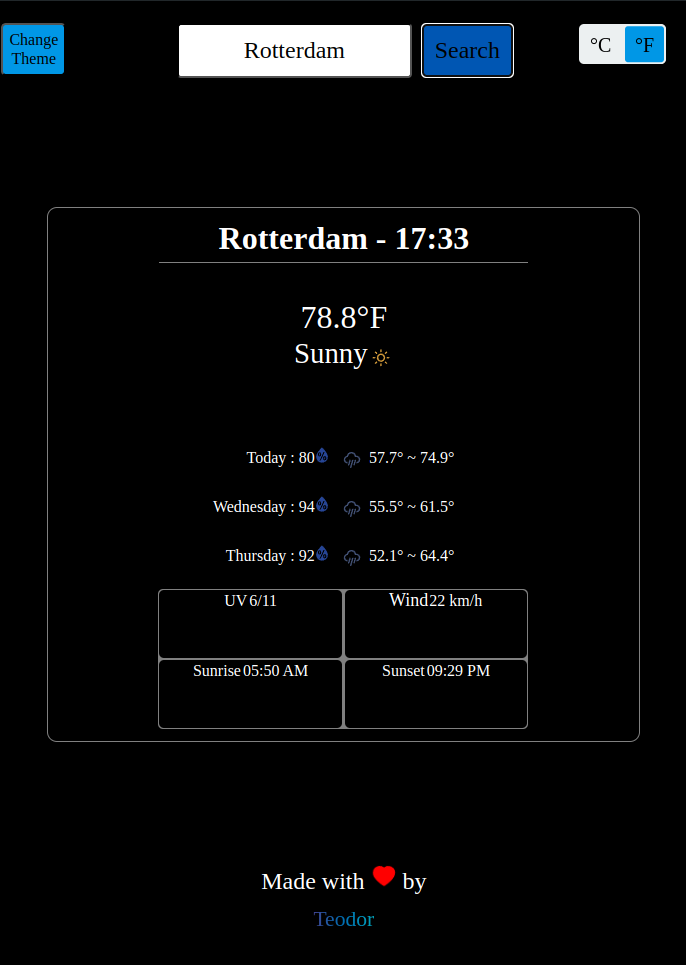 Change
Theme
Rotterdam
Search
°C
°F
Rotterdam - 17:33
78.8°F
Sunny
Today : 80% 57.7° ~ 74.9°
Wednesday : 94% 55.5° ~ 61.5°
Thursday : 92% 52.1° ~ 64.4°
UV 6/11
Wind 22 km/h
Sunrise 05:50 AM
Sunset 09:29 PM
Made with by
Teodor